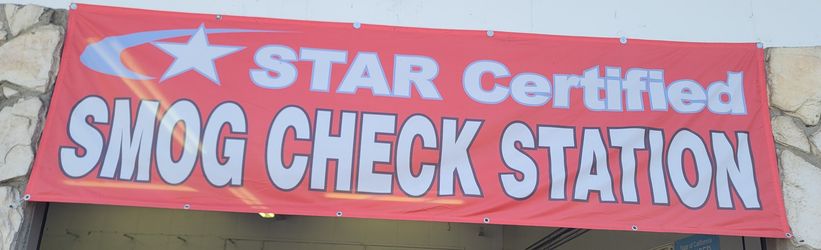 STAR Certified
SMOG CHECK STATION